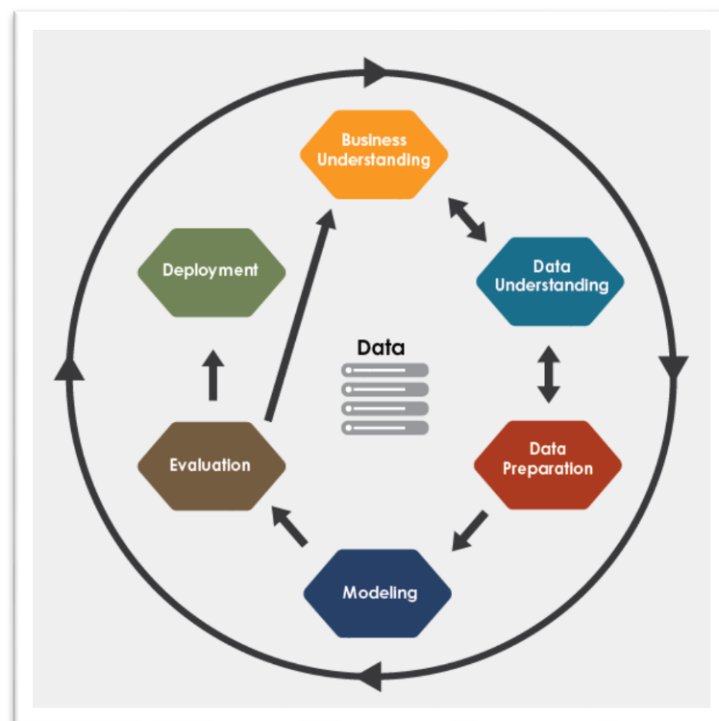 Business
Understanding
Data
Understanding
Deployment
Data
Data
Preparation
Evaluation
Modeling